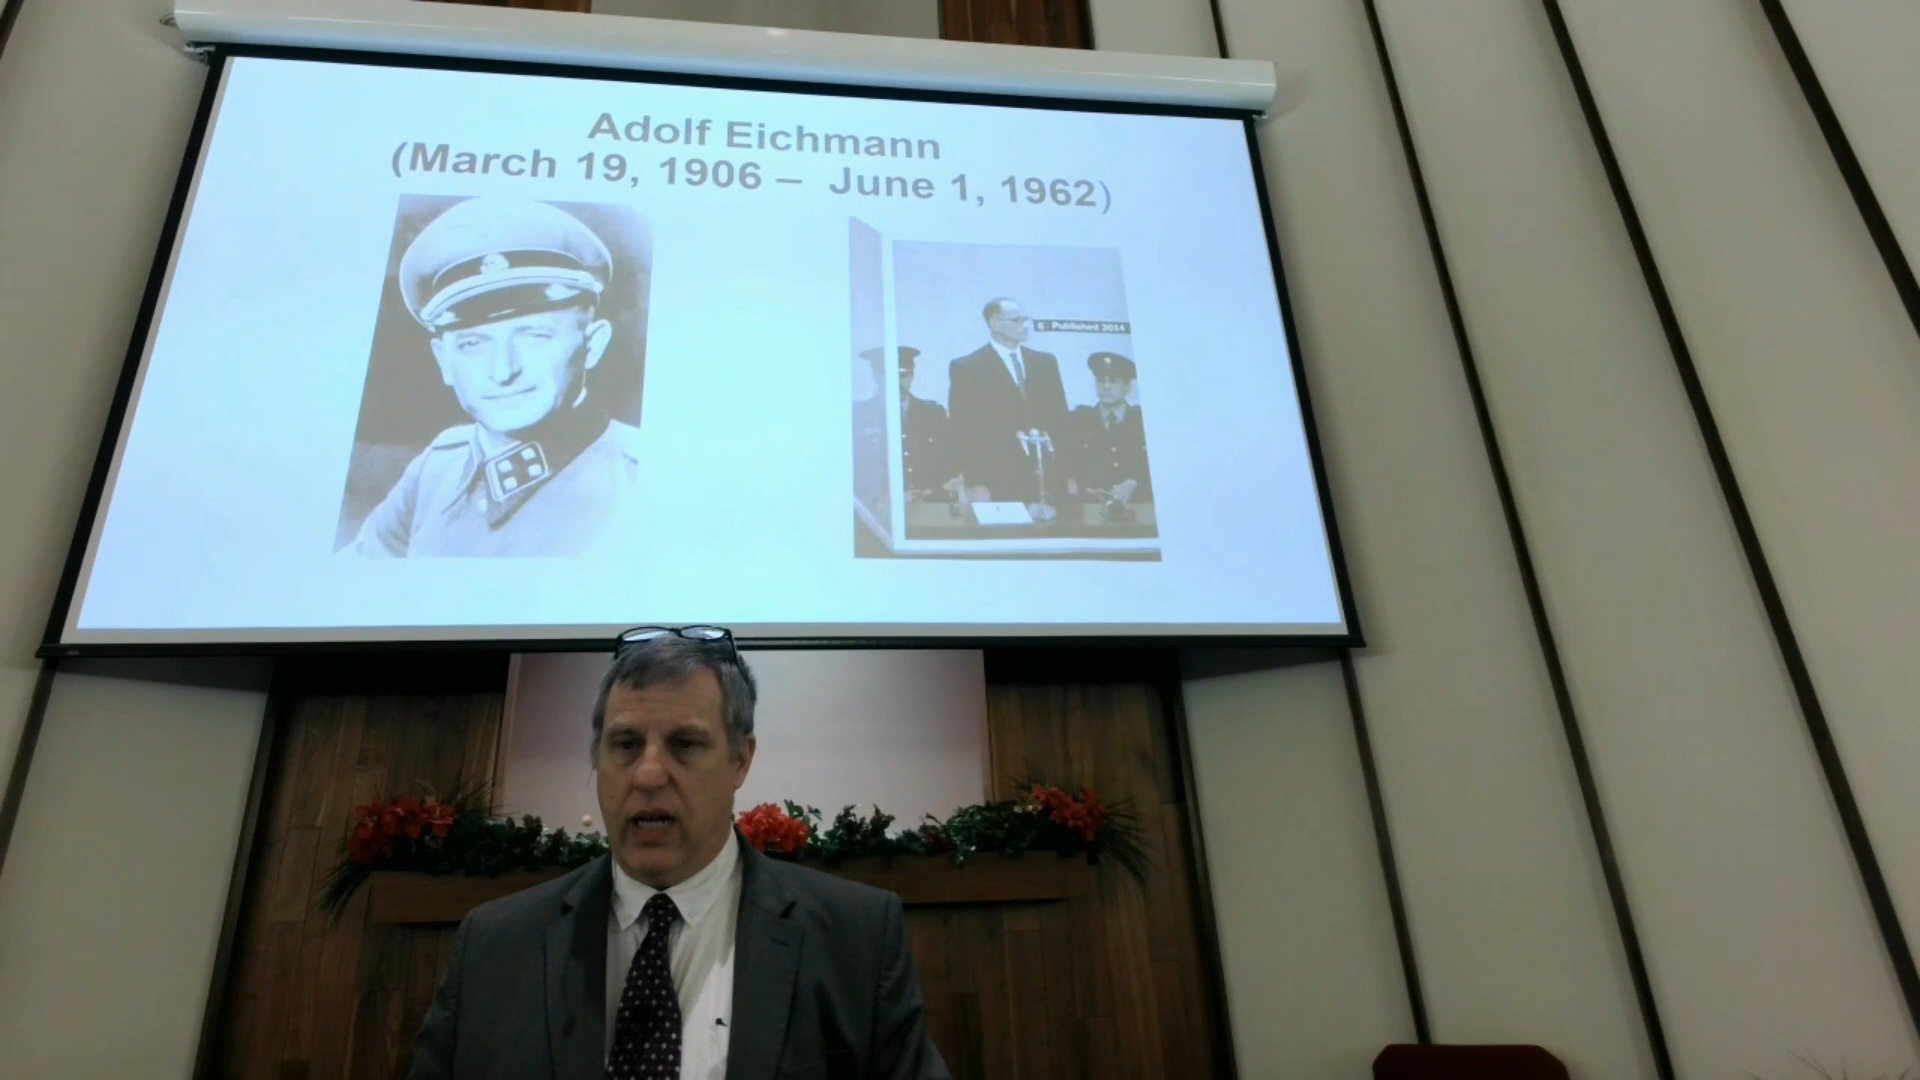 Adolf Eichmann
(March 19, 1906 – June 1, 1962)
Published 2014